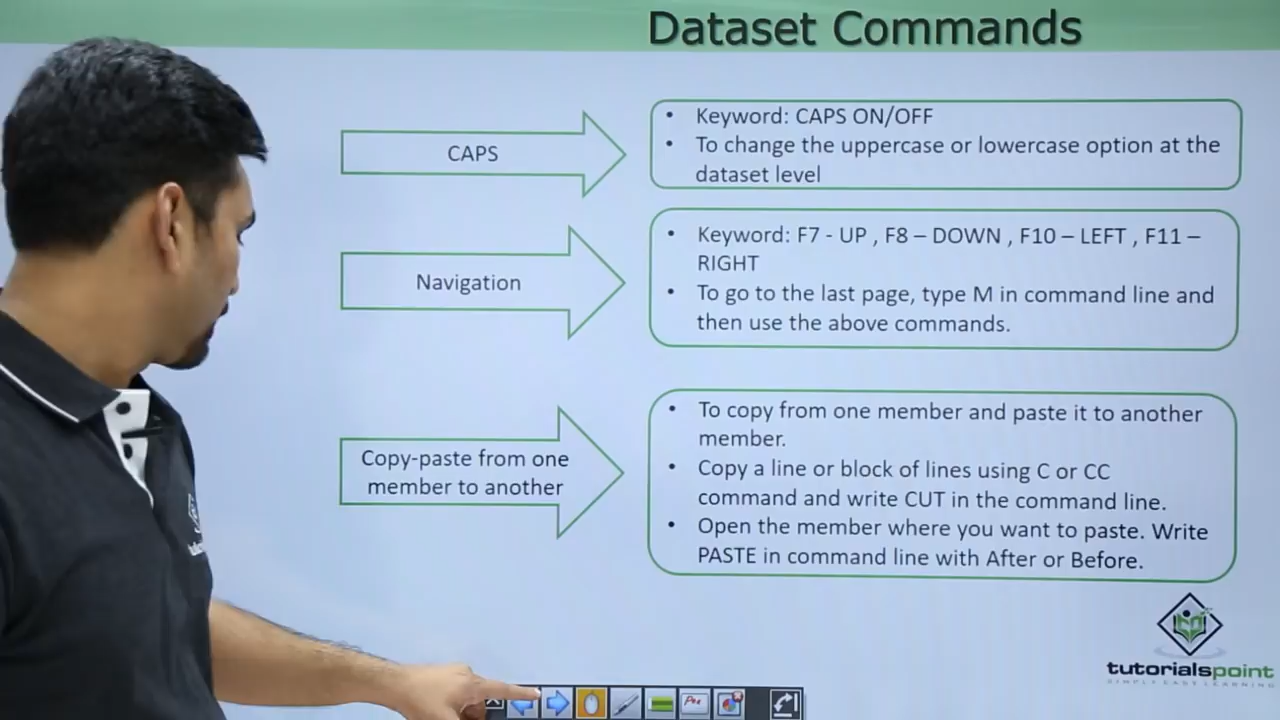 Dataset Commands
CAPS
• Keyword: CAPS ON/OFF
• To change the uppercase or lowercase option at the
dataset level
Navigation
• Keyword: F7 - UP , F8 – DOWN , F10 – LEFT , F11 –
RIGHT
• To go to the last page, type M in command line and
then use the above commands.
Copy-paste from one
member to another
• To copy from one member and paste it to another
member.
• Copy a line or block of lines using C or CC
command and write CUT in the command line.
• Open the member where you want to paste. Write
PASTE in command line with After or Before.
tutorialspoint
SIMPLY EASY LEARNING